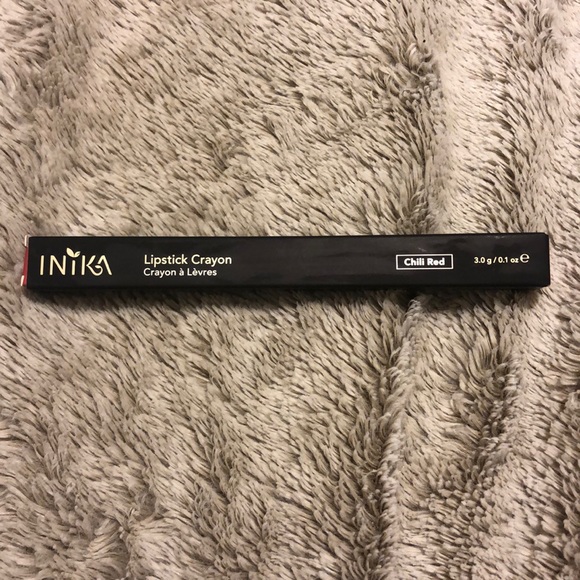 INIKA
Lipstick Crayon
Crayon à Lèvres
Chili Red
3.0 g / 0.1 oz ℮